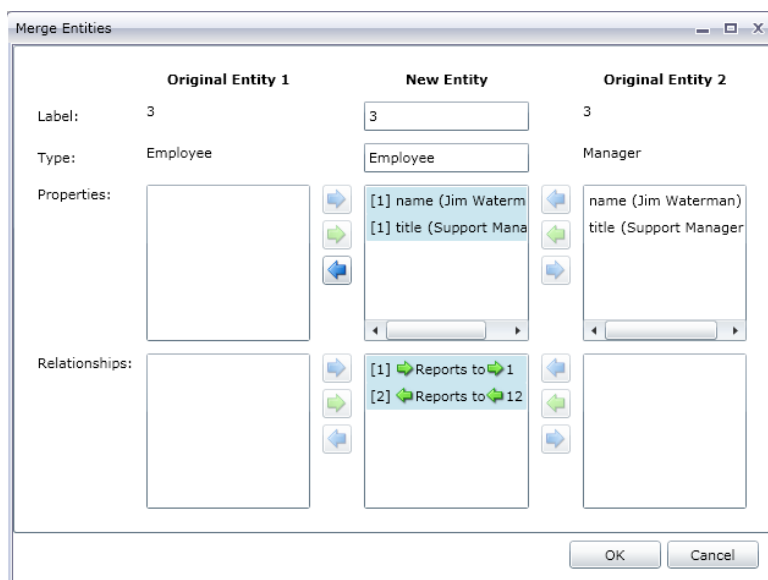 Merge Entities
Original Entity 1 New Entity Original Entity 2
Label: 3 3 3
Type: Employee Employee Manager
Properties: [1] name (Jim Waterm name (Jim Waterman)
[1] title (Support Mana title (Support Manager
Relationships: [1] Reports to 1
[2] Reports to 12
OK Cancel